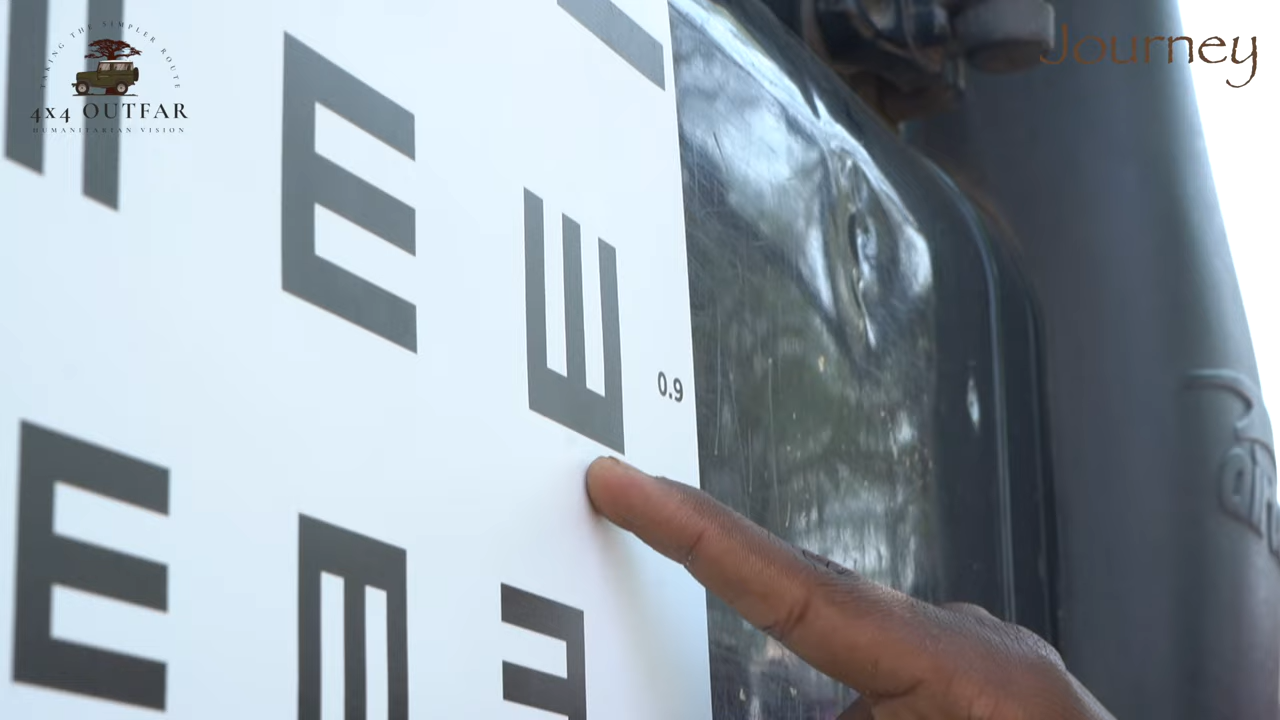 TAKING THE SIMPLER ROUTE
4x4 OUTFAR
HUMANITARIAN VISION
Journey
E
0.9
E